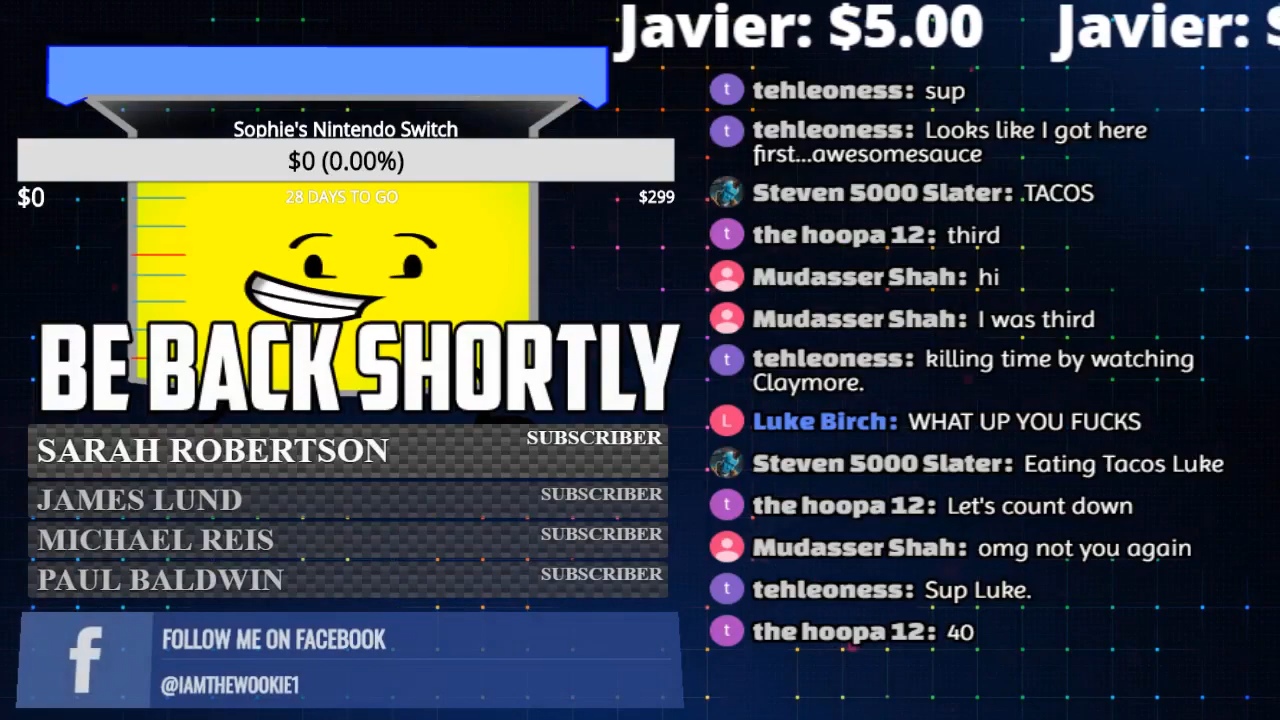 Javier: $5.00 Javier: $
Sophie's Nintendo Switch
$0 (0.00%)
$0 28 DAYS TO GO $299
BE BACK SHORTLY
SARAH ROBERTSON SUBSCRIBER
JAMES LUND SUBSCRIBER
MICHAEL REIS SUBSCRIBER
PAUL BALDWIN SUBSCRIBER
f
FOLLOW ME ON FACEBOOK
@IAMTHEWOOKIE1
t tehleoness: sup
t tehleoness: Looks like I got here
first...awesomesauce
Steven 5000 Slater: .TACOS
t the hoopa 12: third
Mudasser Shah: hi
Mudasser Shah: I was third
t tehleoness: killing time by watching
Claymore.
L Luke Birch: WHAT UP YOU FUCKS
Steven 5000 Slater: Eating Tacos Luke
t the hoopa 12: Let's count down
Mudasser Shah: omg not you again
t tehleoness: Sup Luke.
t the hoopa 12: 40